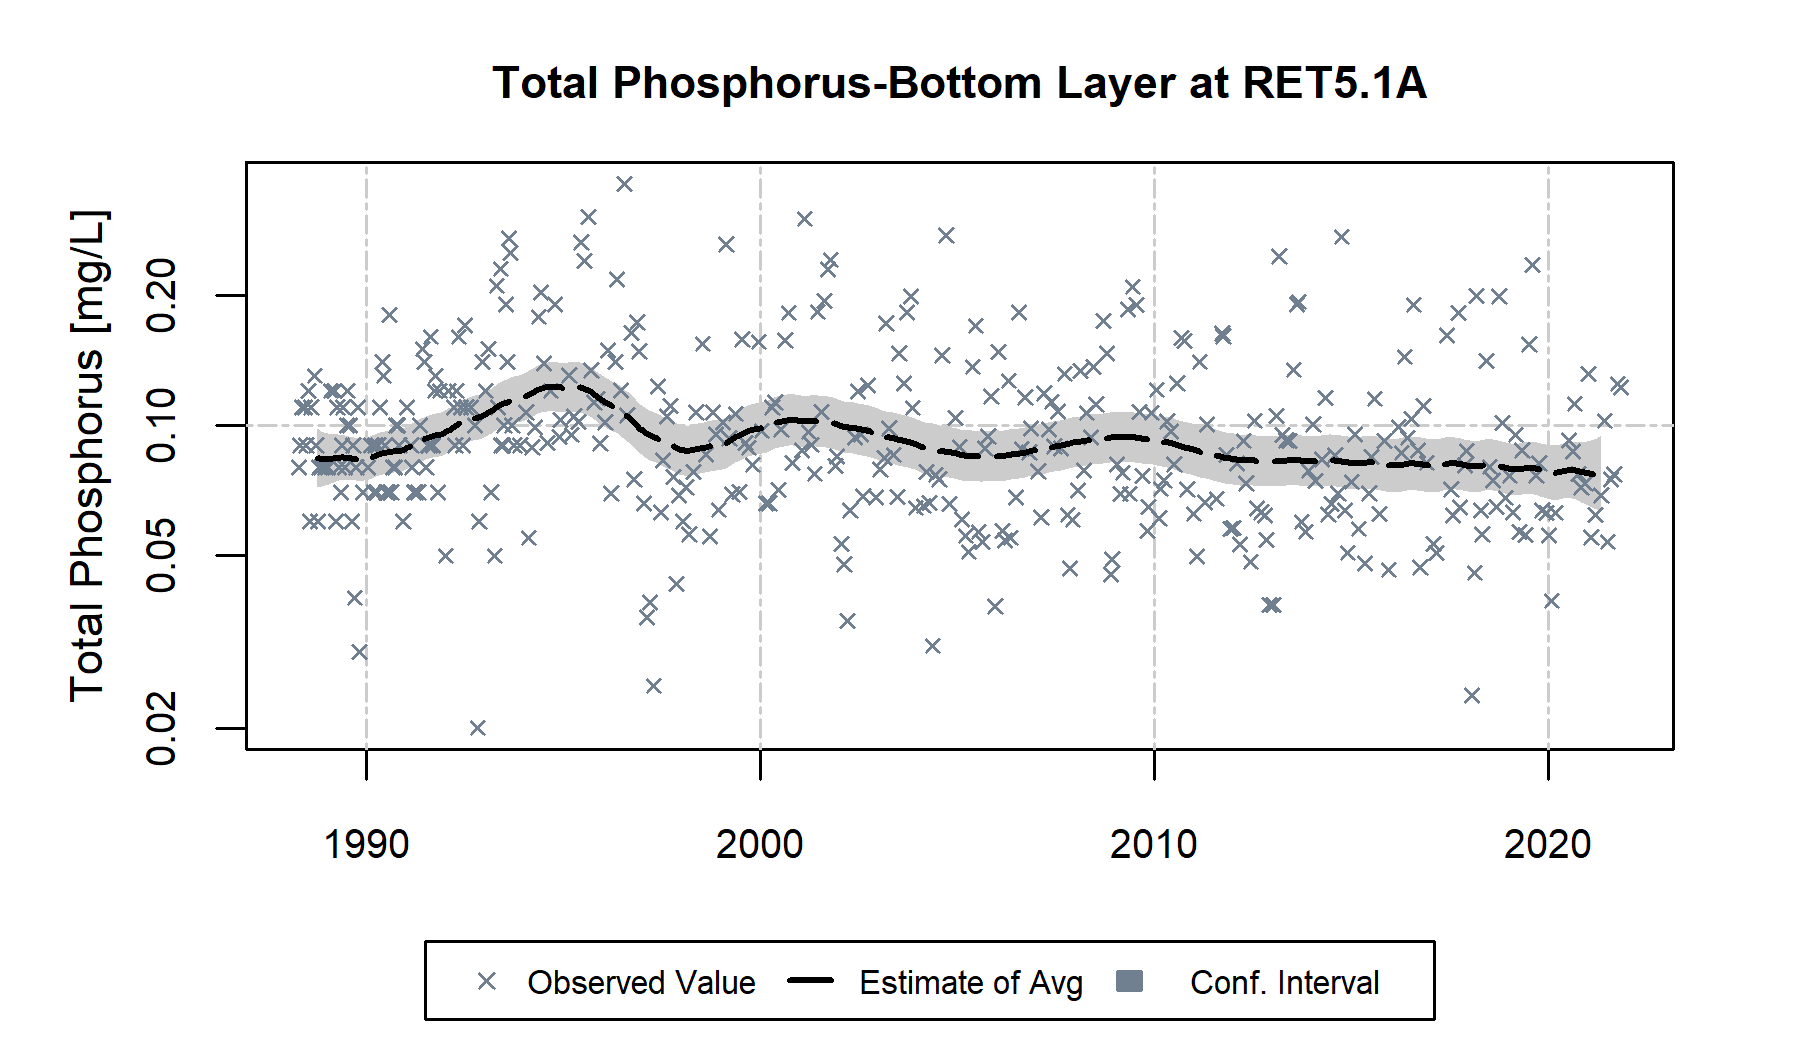 Total Phosphorus-Bottom Layer at RET5.1A
Total Phosphorus [mg/L]
0.20
0.10
0.05
0.02
1990 2000 2010 2020
Observed Value Estimate of Avg Conf. Interval